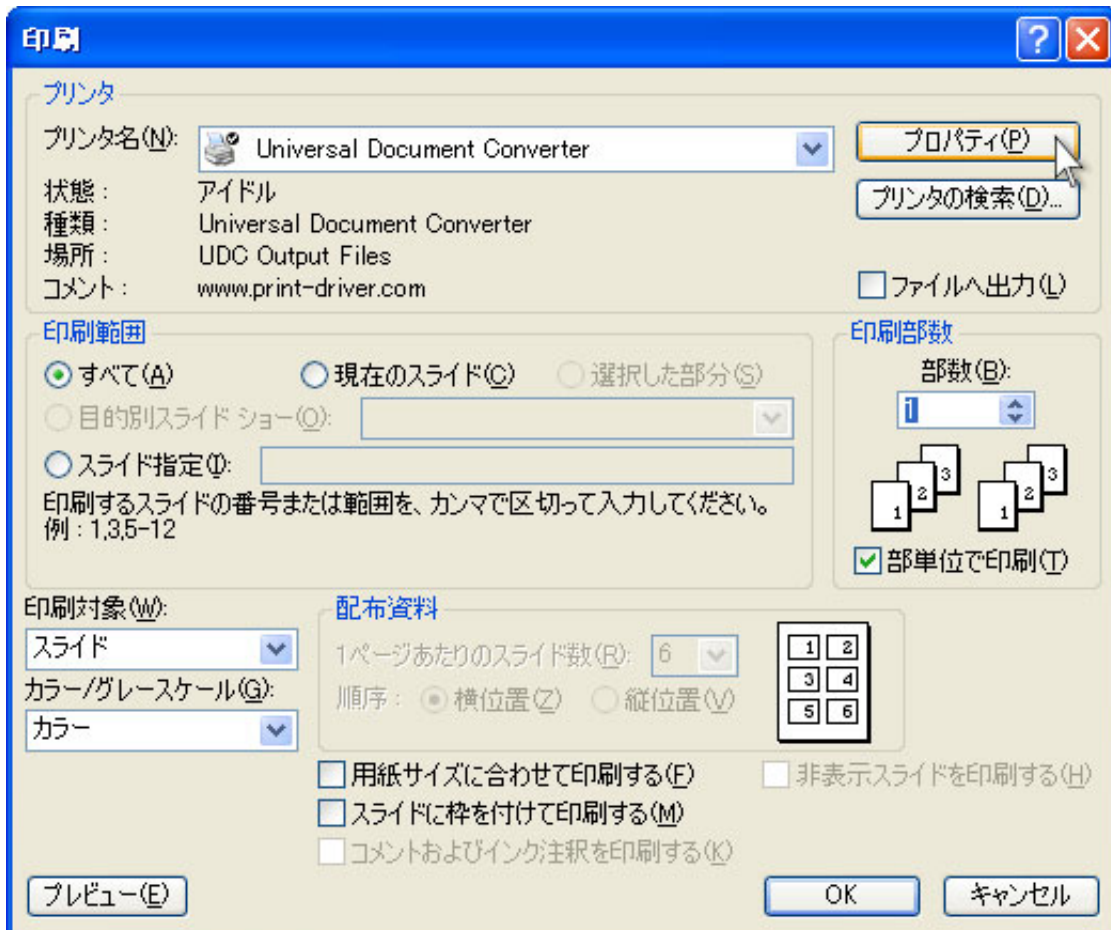 印刷
プリンタ
プリンタ名(N):
Universal Document Converter
プロパティ(P)
状態：
アイドル
プリンタの検索(D)...
種類：
Universal Document Converter
場所：
UDC Output Files
コメント：
www.print-driver.com
ファイルへ出力(L)
印刷範囲
すべて(A)
現在のスライド(C)
選択した部分(S)
目的別スライド ショー(O):
スライド指定(I):
印刷するスライドの番号または範囲を、カンマで区切って入力してください。
例：1,3,5-12
印刷部数
部数(B):
1
1 2 3
1 2 3
部単位で印刷(T)
印刷対象(W):
スライド
カラー/グレースケール(G):
カラー
配布資料
1ページあたりのスライド数(R):
6
順序：
横位置(Z)
縦位置(V)
1 2
3 4
5 6
用紙サイズに合わせて印刷する(F)
非表示スライドを印刷する(H)
スライドに枠を付けて印刷する(M)
コメントおよびインク注釈を印刷する(K)
プレビュー(E)
OK
キャンセル